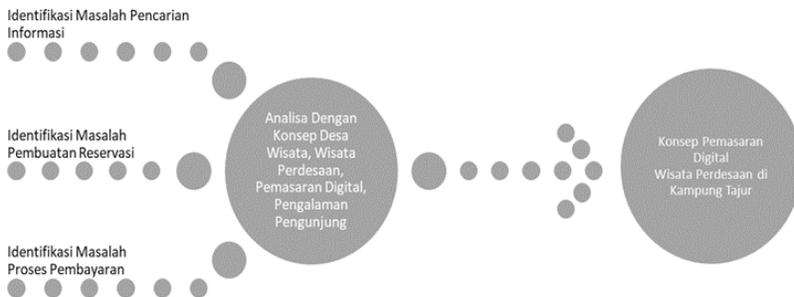 Identifikasi Masalah Pencarian
Informasi
Identifikasi Masalah
Pembuatan Reservasi
Identifikasi Masalah
Proses Pembayaran
Analisa Dengan
Konsep Desa
Wisata, Wisata
Perdesaan,
Pemasaran Digital,
Pengalaman
Pengunjung
Konsep Pemasaran
Digital
Wisata Perdesaan di
Kampung Tajur